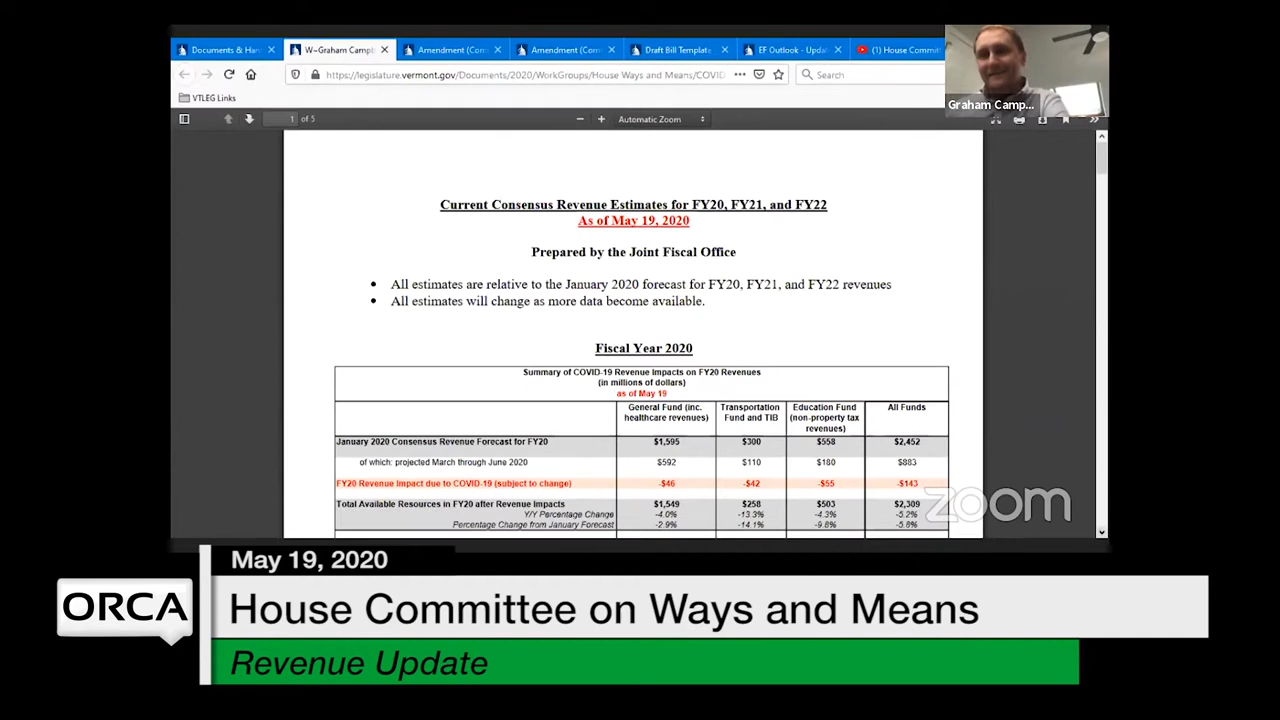 Documents & Han
W~Graham Campb
Amendment (Con
Amendment (Con
Draft Bill Template
EF Outlook - Upda
(1) House Committ
https://legislature.vermont.gov/Documents/2020/WorkGroups/House Ways and Means/COVID
Search
VTLEG Links
Graham Camp...
1 of 5
Automatic Zoom
Current Consensus Revenue Estimates for FY20, FY21, and FY22
As of May 19, 2020
Prepared by the Joint Fiscal Office
• All estimates are relative to the January 2020 forecast for FY20, FY21, and FY22 revenues
• All estimates will change as more data become available.
Fiscal Year 2020
Summary of COVID-19 Revenue Impacts on FY20 Revenues
(in millions of dollars)
as of May 19
General Fund (inc. healthcare revenues)
Transportation Fund and TIB
Education Fund (non-property tax revenues)
All Funds
January 2020 Consensus Revenue Forecast for FY20 $1,595 $300 $558 $2,452
of which: projected March through June 2020 $592 $110 $180 $883
FY20 Revenue Impact due to COVID-19 (subject to change) -$46 -$42 -$55 -$143
Total Available Resources in FY20 after Revenue Impacts $1,549 $258 $503 $2,309
Y/Y Percentage Change -4.0% -13.3% -4.3% -5.2%
Percentage Change from January Forecast -2.9% -14.1% -9.8% -5.8%
zoom
May 19, 2020
ORCA
House Committee on Ways and Means
Revenue Update